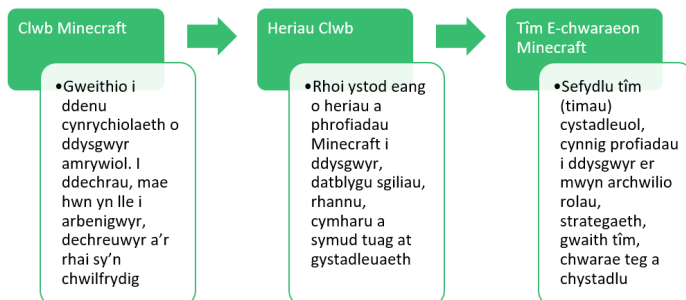 Clwb Minecraft
•Gweithio i
ddenu
cynrychiolaeth o
ddysgwyr
amrywiol. I
ddechrau, mae
hwn yn lle i
arbenigwyr,
dechreuwyr a’r
rhai sy’n
chwilfrydig
Heriau Clwb
•Rhoi ystod eang
o heriau a
phrofiadau
Minecraft i
ddysgwyr,
datblygu sgiliau,
rhannu,
cymharu a
symud tuag at
gystadleuaeth
Tîm E-chwaraeon
Minecraft
•Sefydlu tîm
(timau)
cystadleuol,
cynnig profiadau
i ddysgwyr er
mwyn archwilio
rolau,
strategaeth,
gwaith tîm,
chwarae teg a
chystadlu